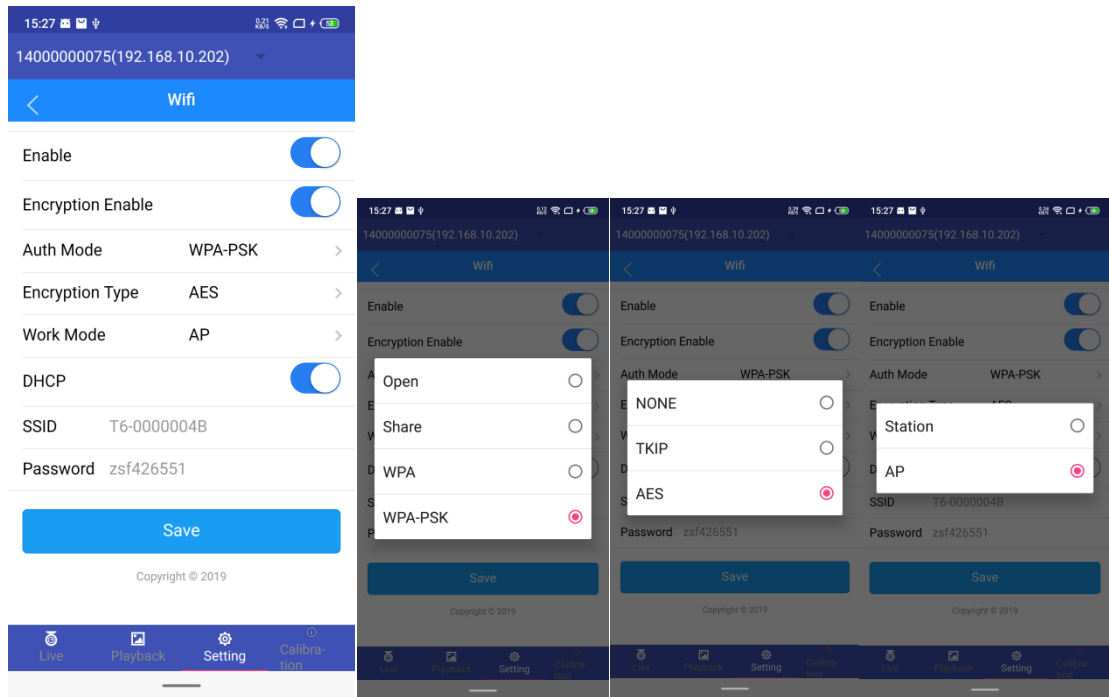 15:27
0.21
KB/S
53
14000000075(192.168.10.202)
Wifi
Enable
Encryption Enable
Auth Mode WPA-PSK
Encryption Type AES
Work Mode AP
DHCP
SSID T6-0000004B
Password zsf426551
Save
Copyright © 2019
Live Playback Setting Calibra-
tion
15:27
14000000075(192.168.10.202)
Wifi
Enable
Encryption Enable
Open
Share
WPA
WPA-PSK
Save
Copyright © 2019
Live Playback Setting Calibra-
tion
15:27
14000000075(192.168.10.202)
Wifi
Enable
Encryption Enable
Auth Mode WPA-PSK
NONE
TKIP
AES
Password zsf426551
Save
Copyright © 2019
Live Playback Setting Calibra-
tion
15:27
14000000075(192.168.10.202)
Wifi
Enable
Encryption Enable
Auth Mode WPA-PSK
Station
AP
SSID T6-0000004B
Password zsf426551
Save
Copyright © 2019
Live Playback Setting Calibra-
tion